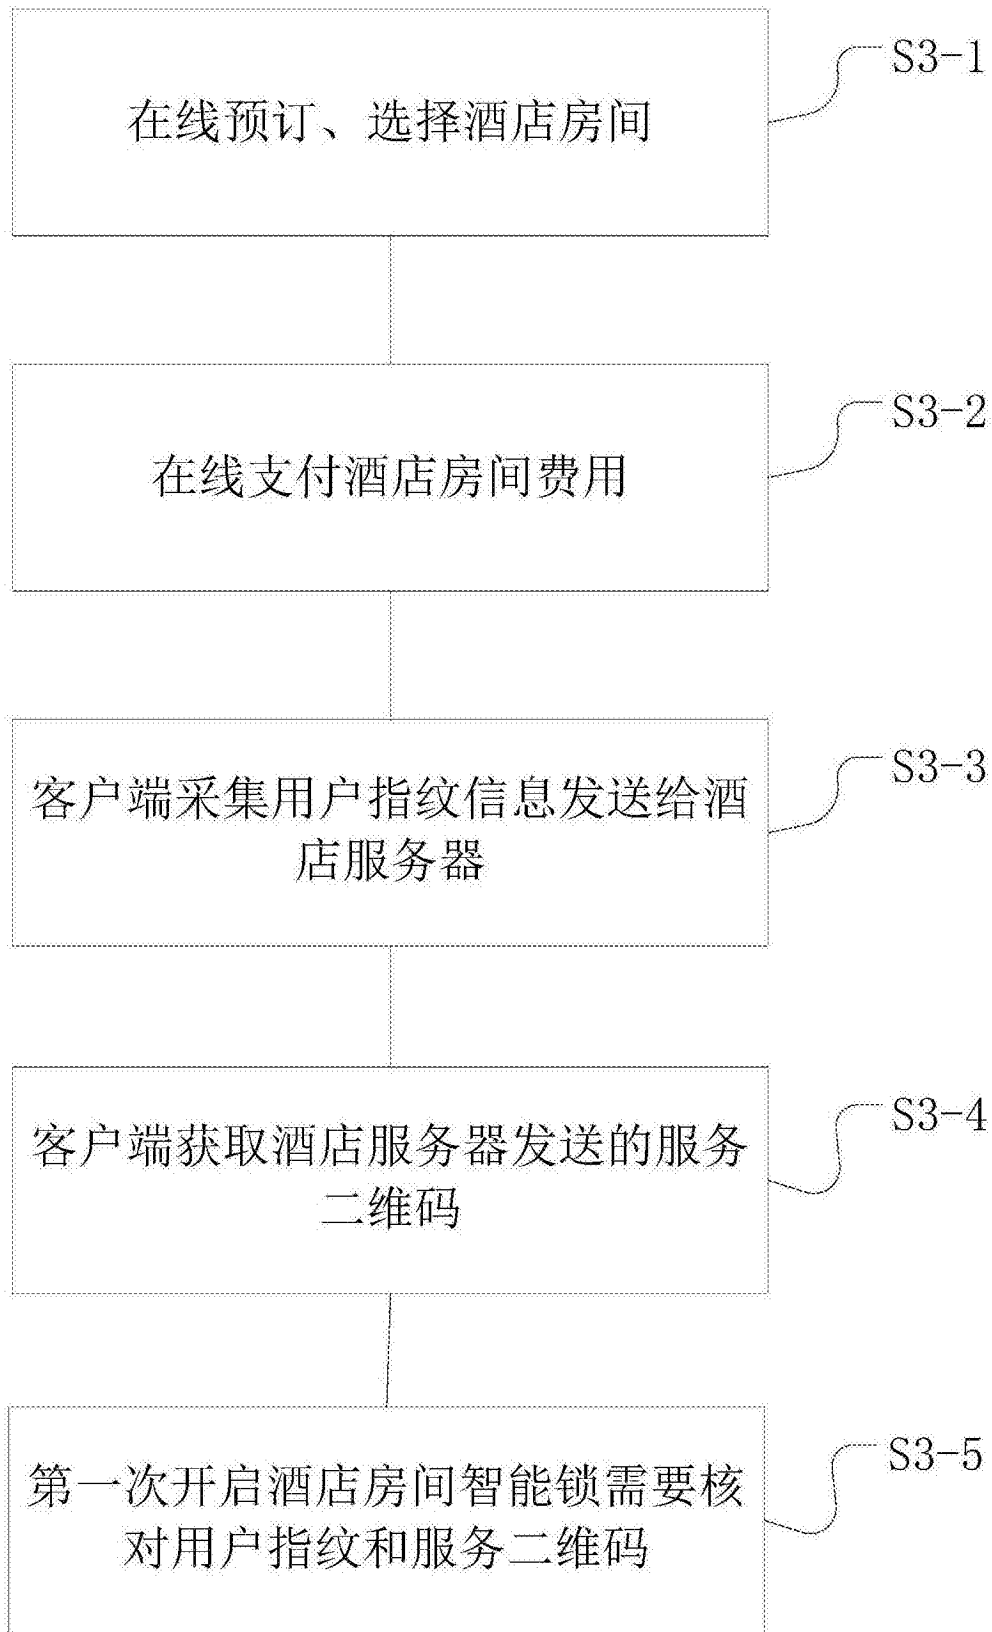 在线预订、选择酒店房间
S3-1
在线支付酒店房间费用
S3-2
客户端采集用户指纹信息发送给酒
店服务器
S3-3
客户端获取酒店服务器发送的服务
二维码
S3-4
第一次开启酒店房间智能锁需要核
对用户指纹和服务二维码
S3-5